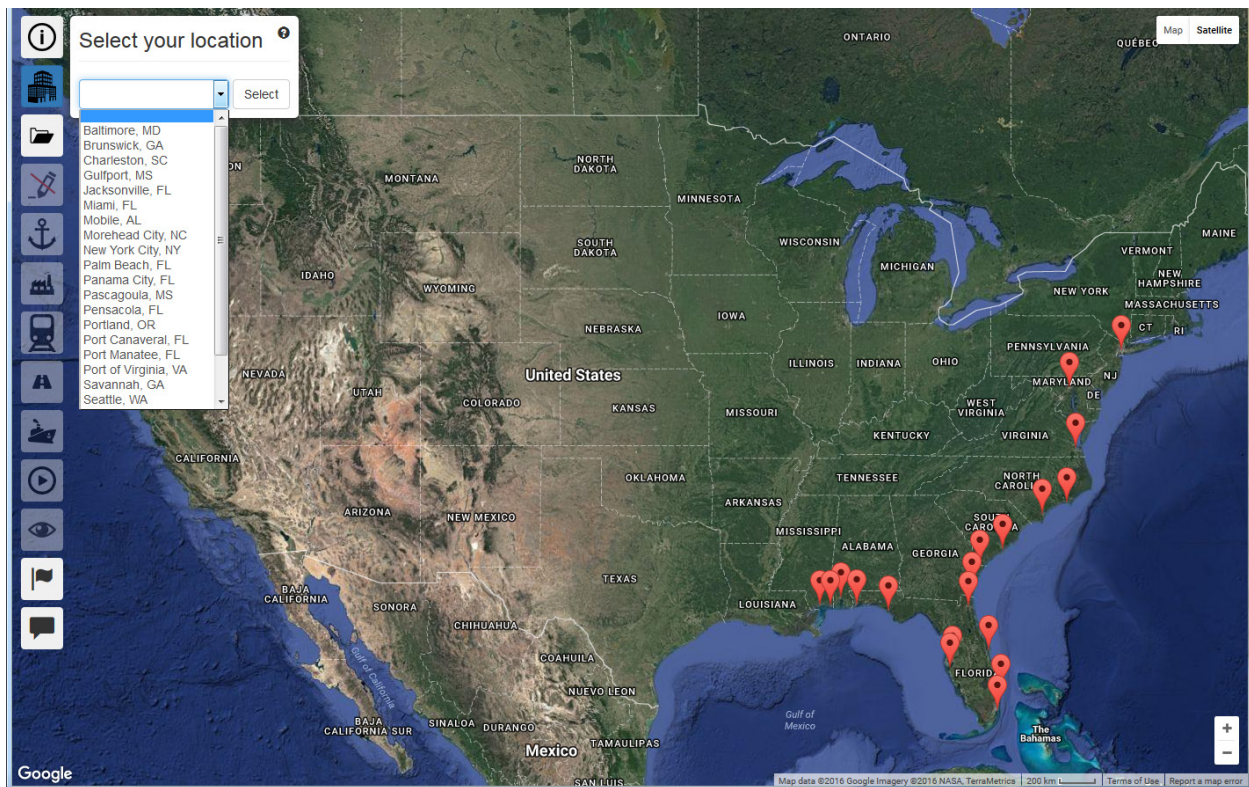 Select your location
Select
Baltimore, MD
Brunswick, GA
Charleston, SC
Gulfport, MS
Jacksonville, FL
Miami, FL
Mobile, AL
Morehead City, NC
New York City, NY
Palm Beach, FL
Panama City, FL
Pascagoula, MS
Pensacola, FL
Portland, OR
Port Canaveral, FL
Port Manatee, FL
Port of Virginia, VA
Savannah, GA
Seattle, WA
Map Satellite
ONTARIO
QUÉBEC
NORTH
DAKOTA
MONTANA
MINNESOTA
MAINE
WISCONSIN
SOUTH
DAKOTA
VERMONT
MICHIGAN
IDAHO
NEW
HAMPSHIRE
WYOMING
NEW YORK
MASSACHUSETTS
IOWA
CT
RI
NEBRASKA
PENNSYLVANIA
ILLINOIS
INDIANA
OHIO
NEVADA
United States
NJ
MARYLAND
UTAH
DE
COLORADO
KANSAS
WEST
VIRGINIA
MISSOURI
KENTUCKY
VIRGINIA
CALIFORNIA
OKLAHOMA
TENNESSEE
NORTH
ARKANSAS
ARIZONA
NEW MEXICO
MISSISSIPPI
ALABAMA
GEORGIA
TEXAS
BAJA
CALIFORNIA
SONORA
LOUISIANA
CHIHUAHUA
COAHUILA
Gulf of California
NUEVO LEON
Gulf of
Mexico
BAJA
CALIFORNIA SUR
SINALOA
DURANGO
The
Bahamas
Mexico
TAMAULIPAS
Google
SAN LUIS
Map data ©2016 Google Imagery ©2016 NASA, TerraMetrics
200 km
Terms of Use
Report a map error